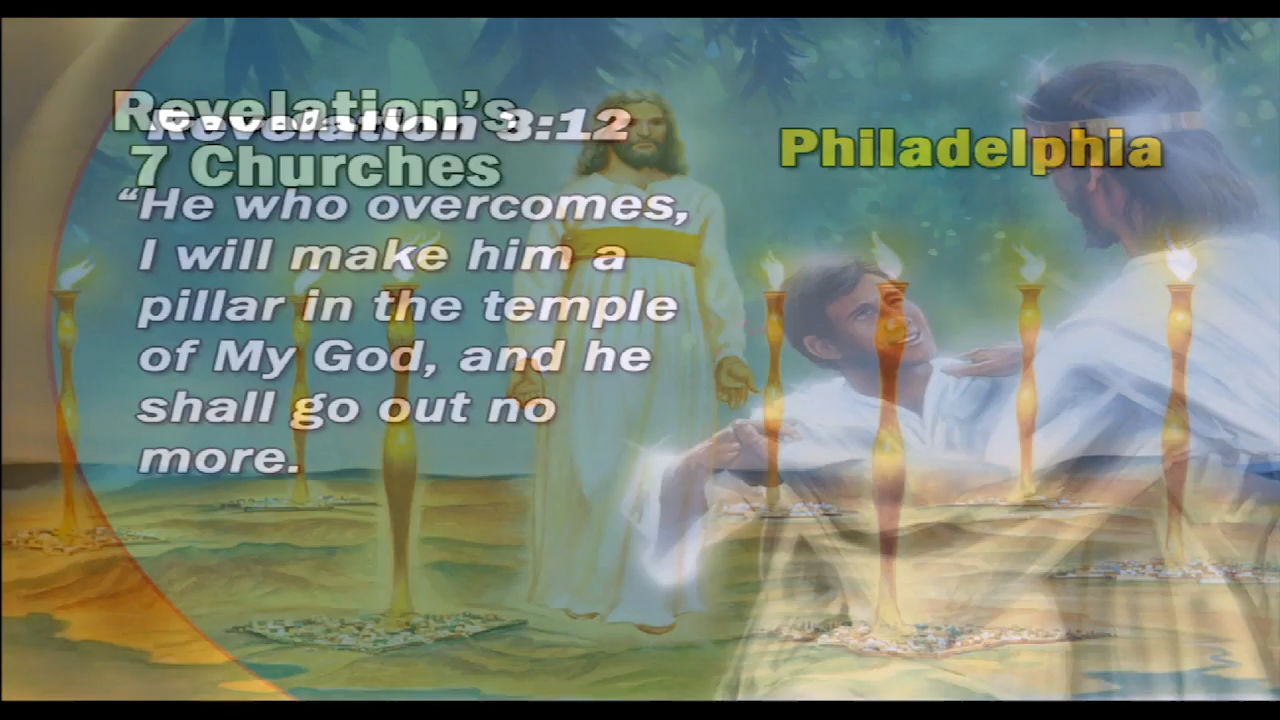 Revelation's
7 Churches
Revelation 3:12
"He who overcomes,
I will make him a
pillar in the temple
of My God, and he
shall go out no
more.
Philadelphia